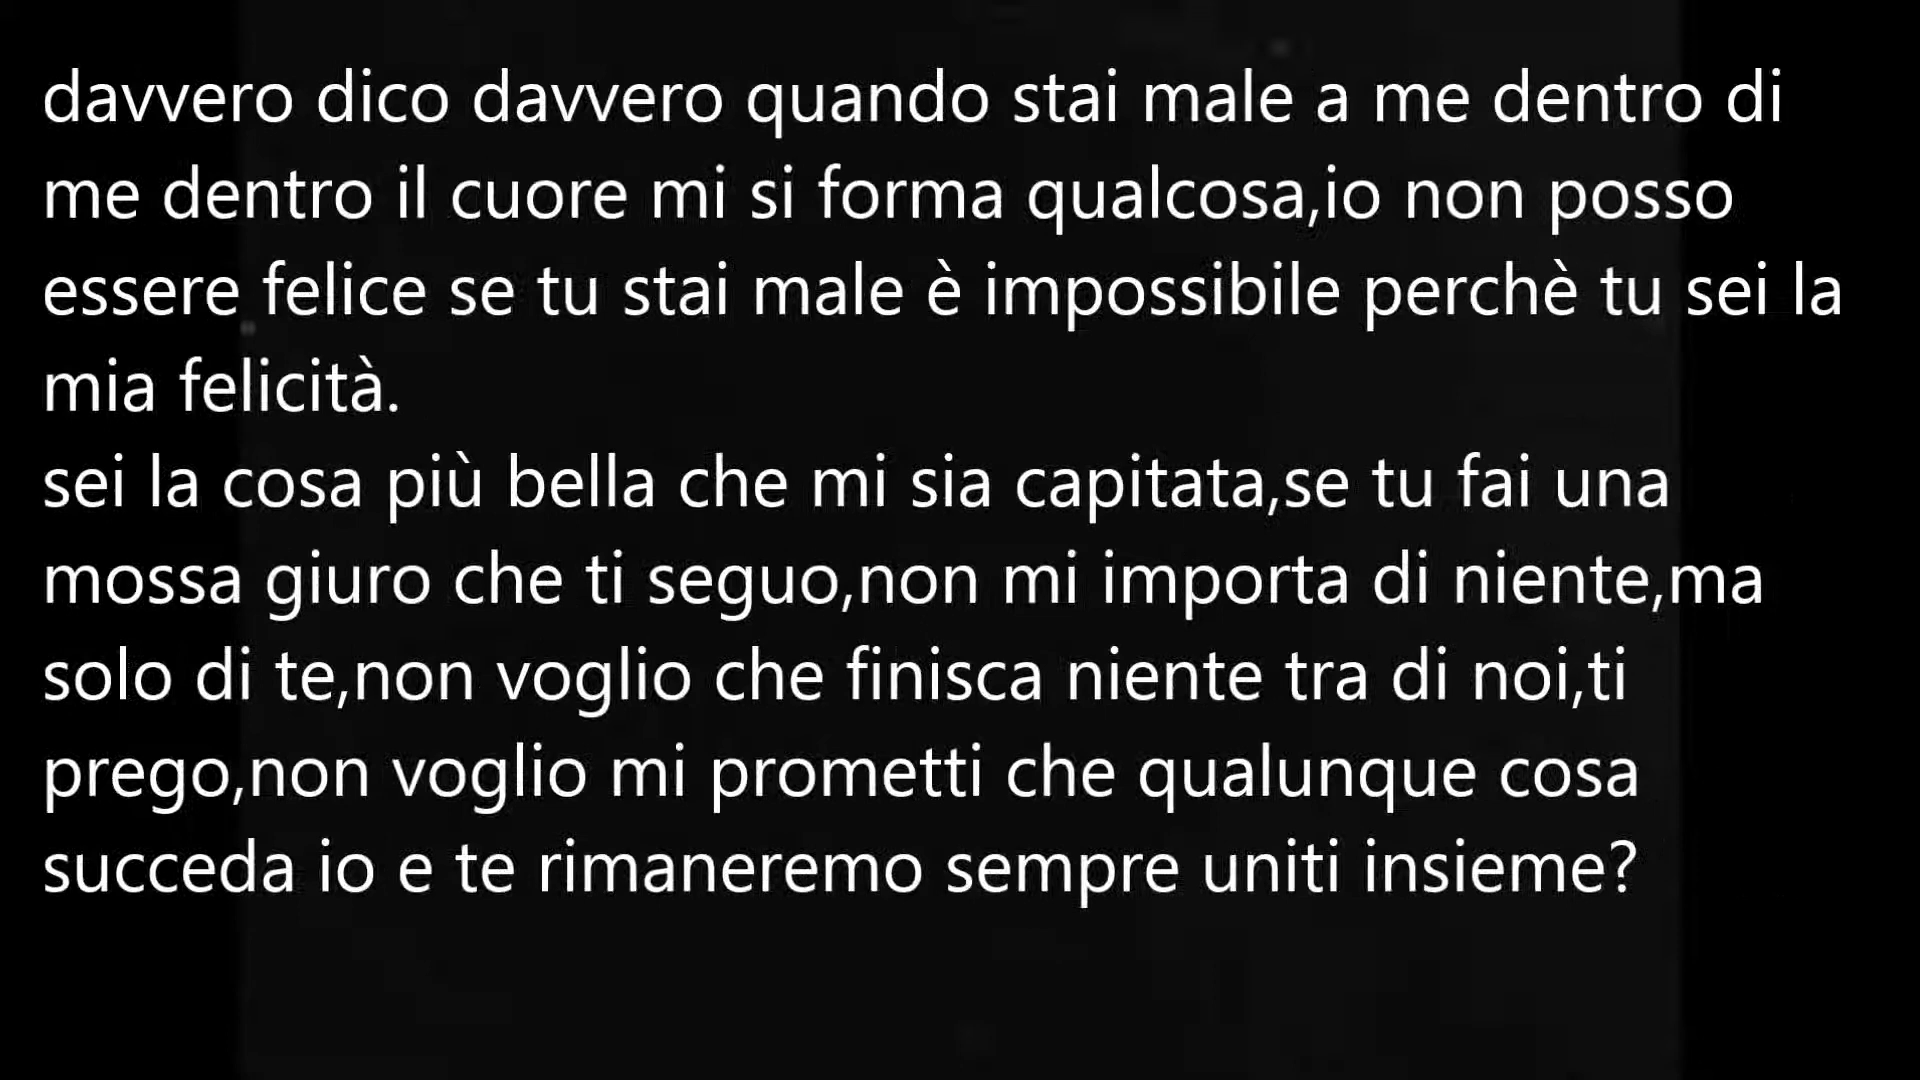 davvero dico davvero quando stai male a me dentro di
me dentro il cuore mi si forma qualcosa,io non posso
essere felice se tu stai male è impossibile perchè tu sei la
mia felicità.
sei la cosa più bella che mi sia capitata,se tu fai una
mossa giuro che ti seguo,non mi importa di niente,ma
solo di te,non voglio che finisca niente tra di noi,ti
prego,non voglio mi prometti che qualunque cosa
succeda io e te rimaneremo sempre uniti insieme?